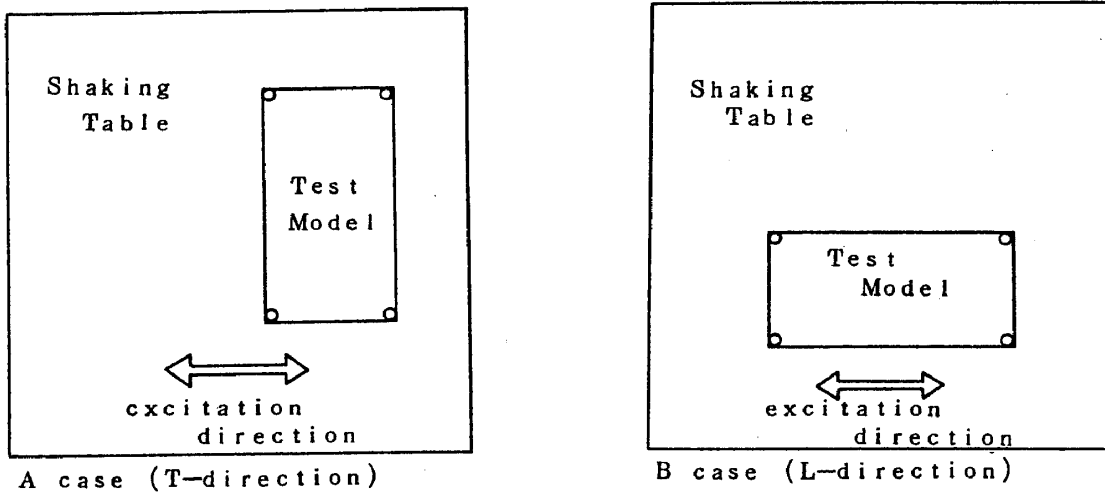 Shaking
Table
Test
Model
cxcitation
direction
A case (T-direction)
Shaking
Table
Test
Model
excitation
direction
B case (L-direction)